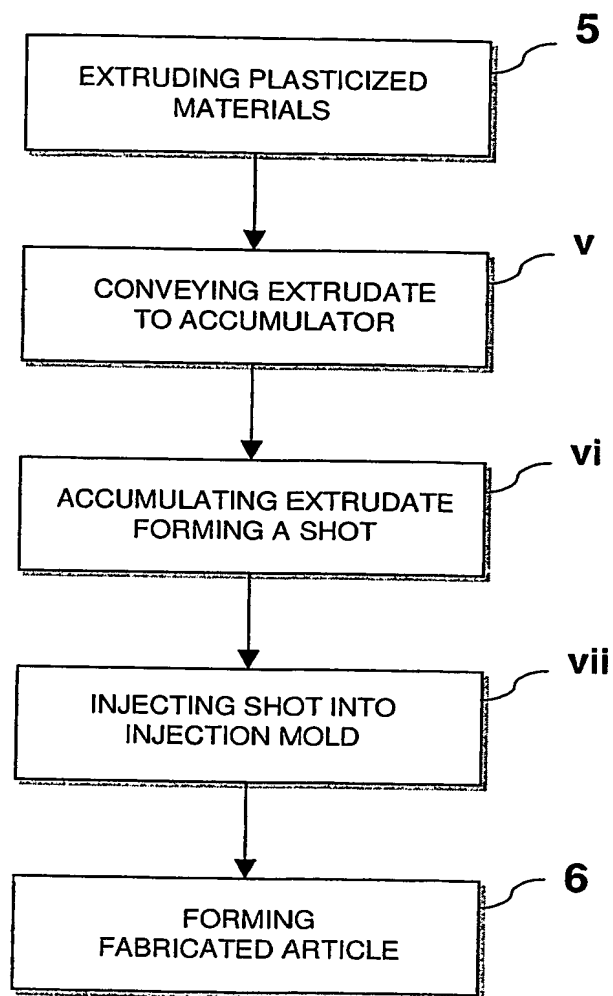 5
EXTRUDING PLASTICIZED
MATERIALS
v
CONVEYING EXTRUDATE
TO ACCUMULATOR
vi
ACCUMULATING EXTRUDATE
FORMING A SHOT
vii
INJECTING SHOT INTO
INJECTION MOLD
6
FORMING
FABRICATED ARTICLE